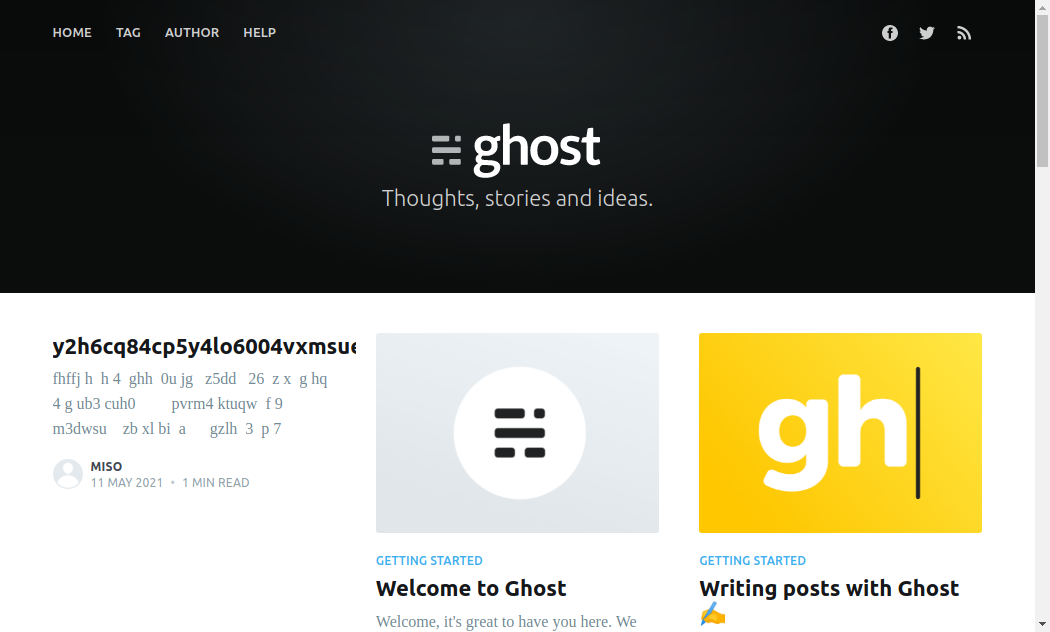 HOME TAG AUTHOR HELP
ghost
Thoughts, stories and ideas.
y2h6cq84cp5y4lo6004vxmsu
fhffj h h 4 ghh 0u jg z5dd 26 z x g hq
4 g ub3 cuh0 pvrm4 ktuqw f 9
m3dwsu zb xl bi a gzlh 3 p 7
MISO
11 MAY 2021 • 1 MIN READ
GETTING STARTED
Welcome to Ghost
Welcome, it's great to have you here. We
gh
GETTING STARTED
Writing posts with Ghost
✍️